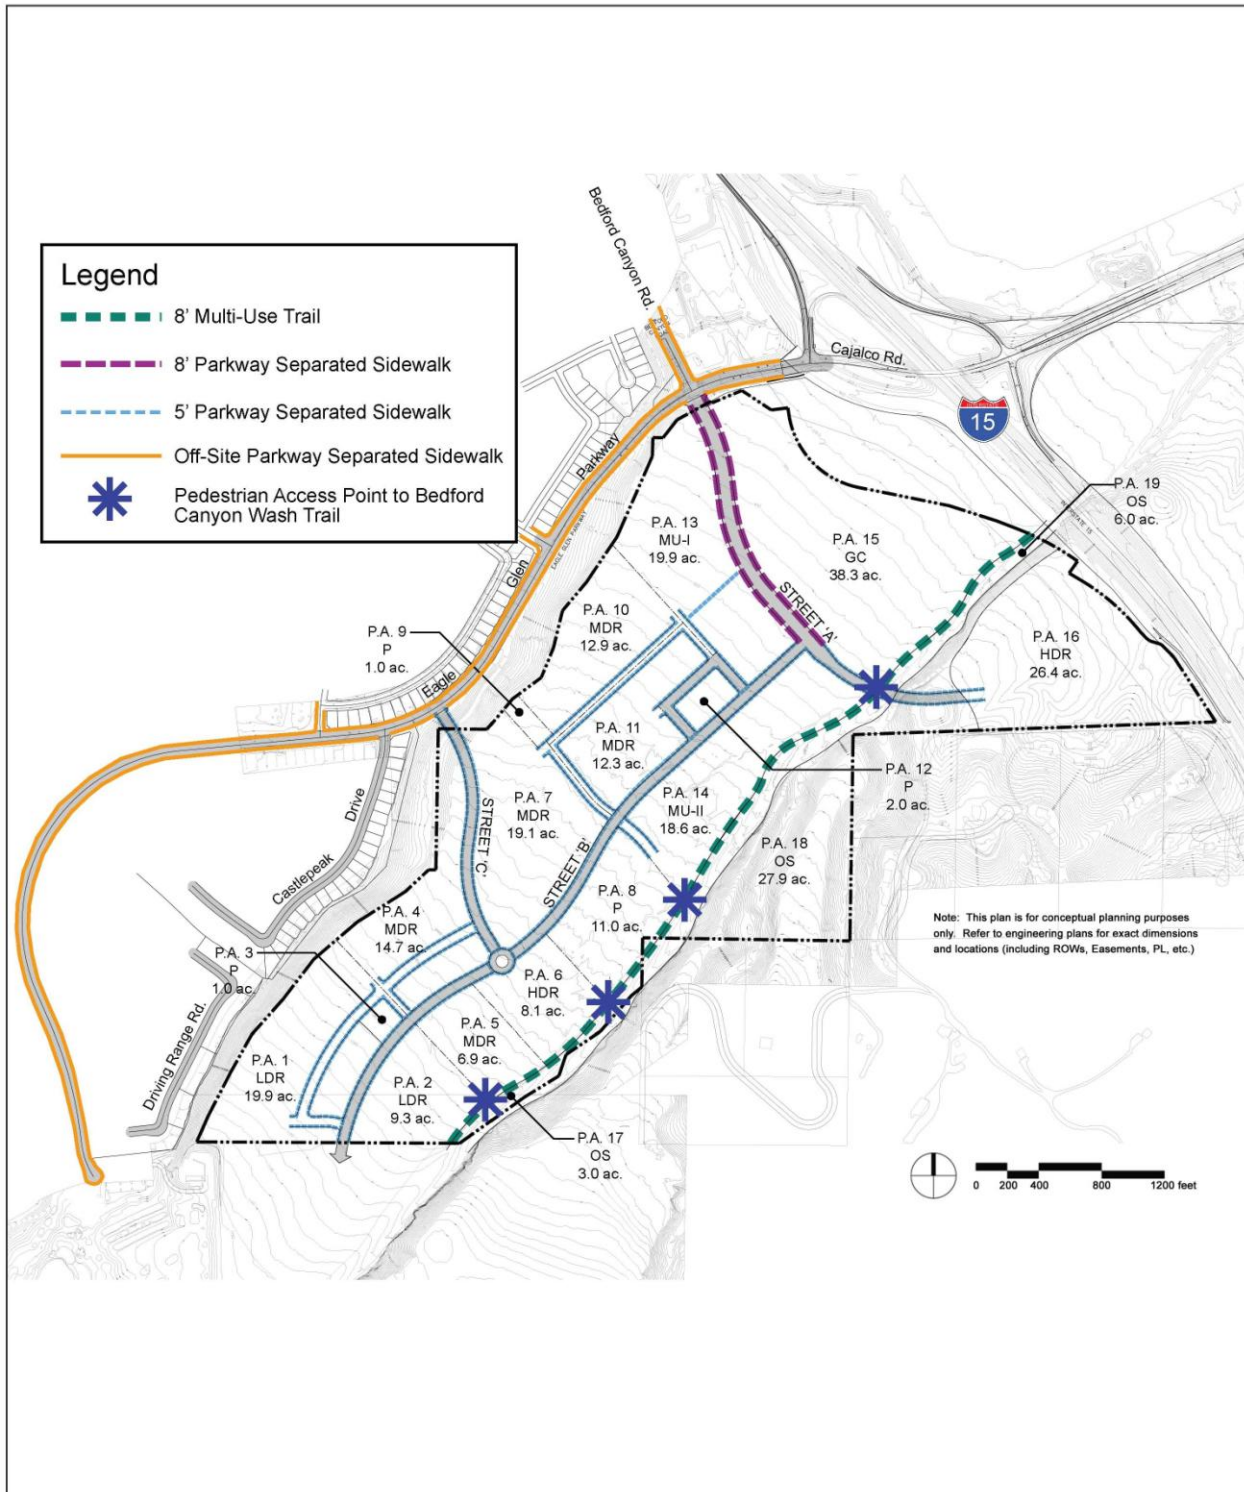 Bedford Canyon Rd.
Legend
8' Multi-Use Trail
8' Parkway Separated Sidewalk
5' Parkway Separated Sidewalk
Off-Site Parkway Separated Sidewalk
Pedestrian Access Point to Bedford
Canyon Wash Trail
Cajalco Rd.
INTERSTATE
15
INTERSTATE 15
Eagle Glen Parkway
EAGLE GLEN PARKWAY
P.A. 19
OS
6.0 ac.
P.A. 13
MU-I
19.9 ac.
P.A. 15
GC
38.3 ac.
STREET 'A'
P.A. 10
MDR
12.9 ac.
P.A. 9
P
1.0 ac.
P.A. 16
HDR
26.4 ac.
P.A. 11
MDR
12.3 ac.
P.A. 12
P
2.0 ac.
P.A. 7
MDR
19.1 ac.
P.A. 14
MU-II
18.6 ac.
STREET 'C'
STREET 'B'
P.A. 18
OS
27.9 ac.
Castlepeak Drive
P.A. 8
P
11.0 ac.
P.A. 4
MDR
14.7 ac.
Note: This plan is for conceptual planning purposes
only. Refer to engineering plans for exact dimensions
and locations (including ROWs, Easements, PL, etc.)
P.A. 3
P
1.0 ac.
P.A. 6
HDR
8.1 ac.
Driving Range Rd.
P.A. 5
MDR
6.9 ac.
P.A. 1
LDR
19.9 ac.
P.A. 2
LDR
9.3 ac.
P.A. 17
OS
3.0 ac.
0 200 400 800 1200 feet